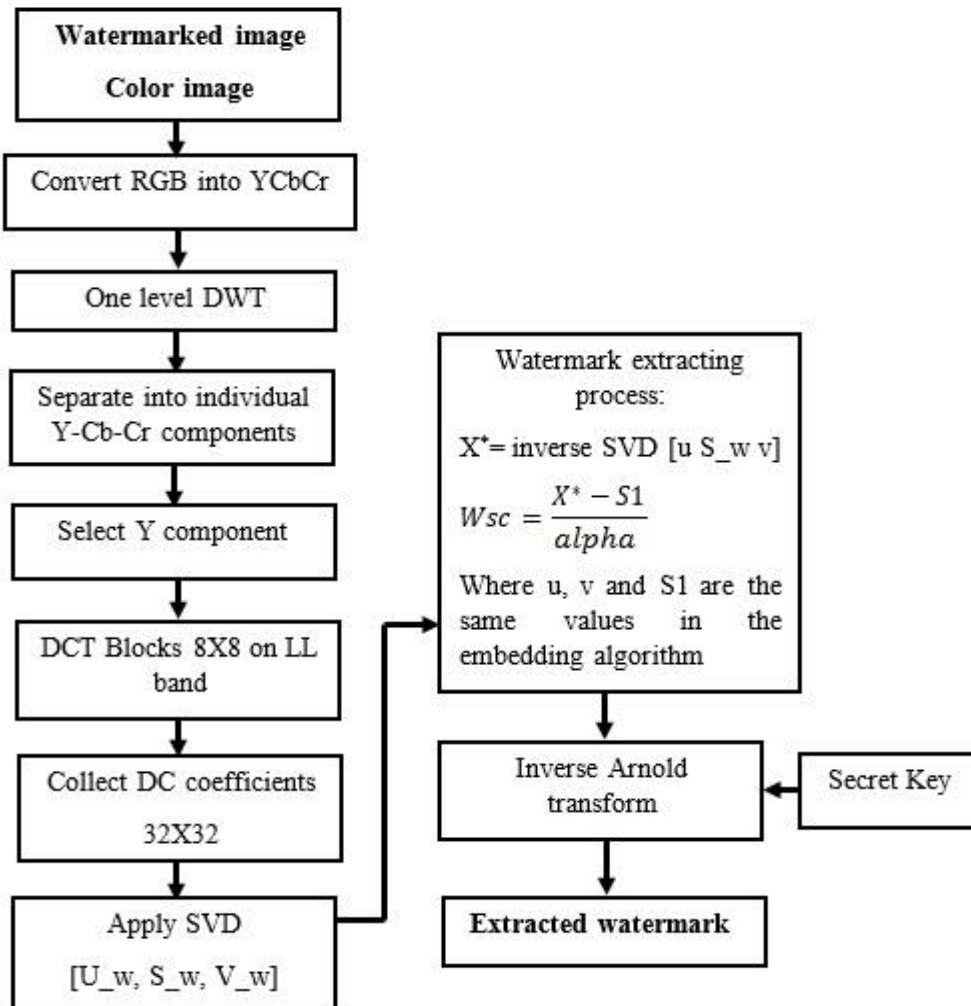 Watermarked image
Color image
Convert RGB into YCbCr
One level DWT
Separate into individual
Y-Cb-Cr components
Select Y component
DCT Blocks 8X8 on LL
band
Collect DC coefficients
32X32
Apply SVD
[U_w, S_w, V_w]
Watermark extracting
process:
X*= inverse SVD [u S_w v]
Wsc = (X* − S1) / alpha
Where u, v and S1 are the
same values in the
embedding algorithm
Inverse Arnold
transform
Secret Key
Extracted watermark